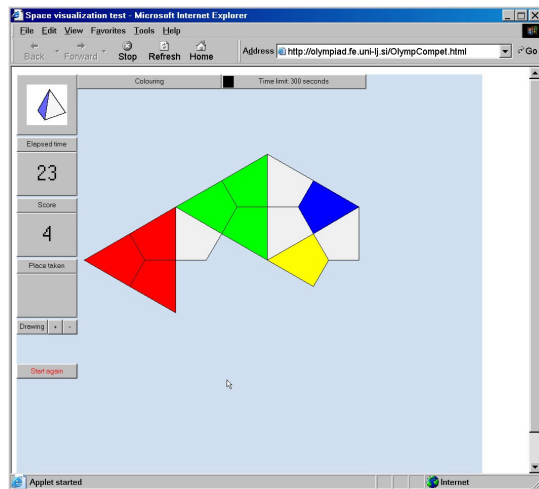 Space visualization test - Microsoft Internet Explorer
File Edit View Favorites Tools Help
Back Forward Stop Refresh Home Address http://olympiad.fe.uni-lj.si/OlympCompet.html Go
Colouring Time limit: 300 seconds
Elapsed time
23
Score
4
Place taken
Drawing + -
Start again
Applet started Internet